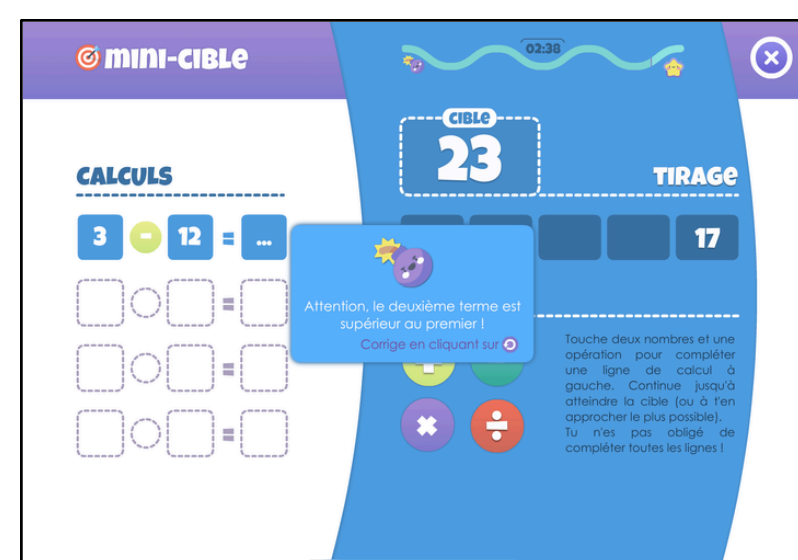 MINI-CIBLE
02:38
CIBLE
23
CALCULS
TIRAGE
3 - 12 = ...
17
Attention, le deuxième terme est
supérieur au premier !
Corrige en cliquant sur
Touche deux nombres et une
opération pour compléter
une ligne de calcul à
gauche. Continue jusqu'à
atteindre la cible (ou à t'en
approcher le plus possible).
Tu n'es pas obligé de
compléter toutes les lignes !
=
=
=
×
÷